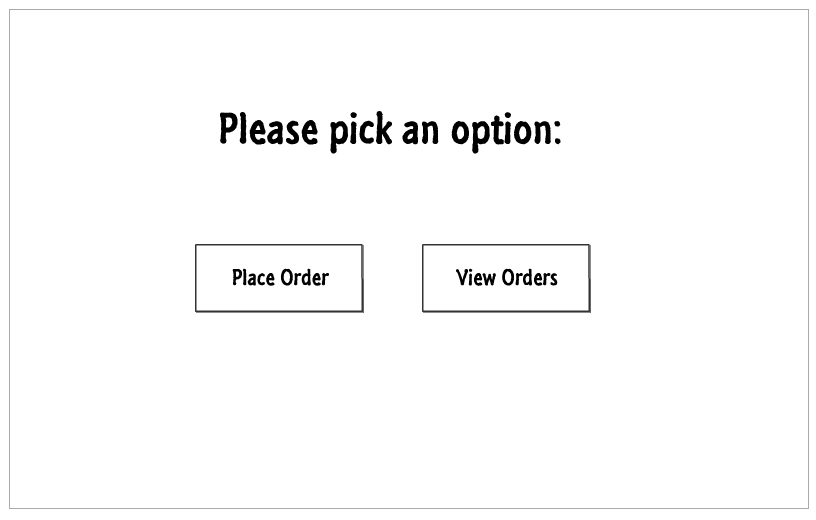 Please pick an option:
Place Order
View Orders